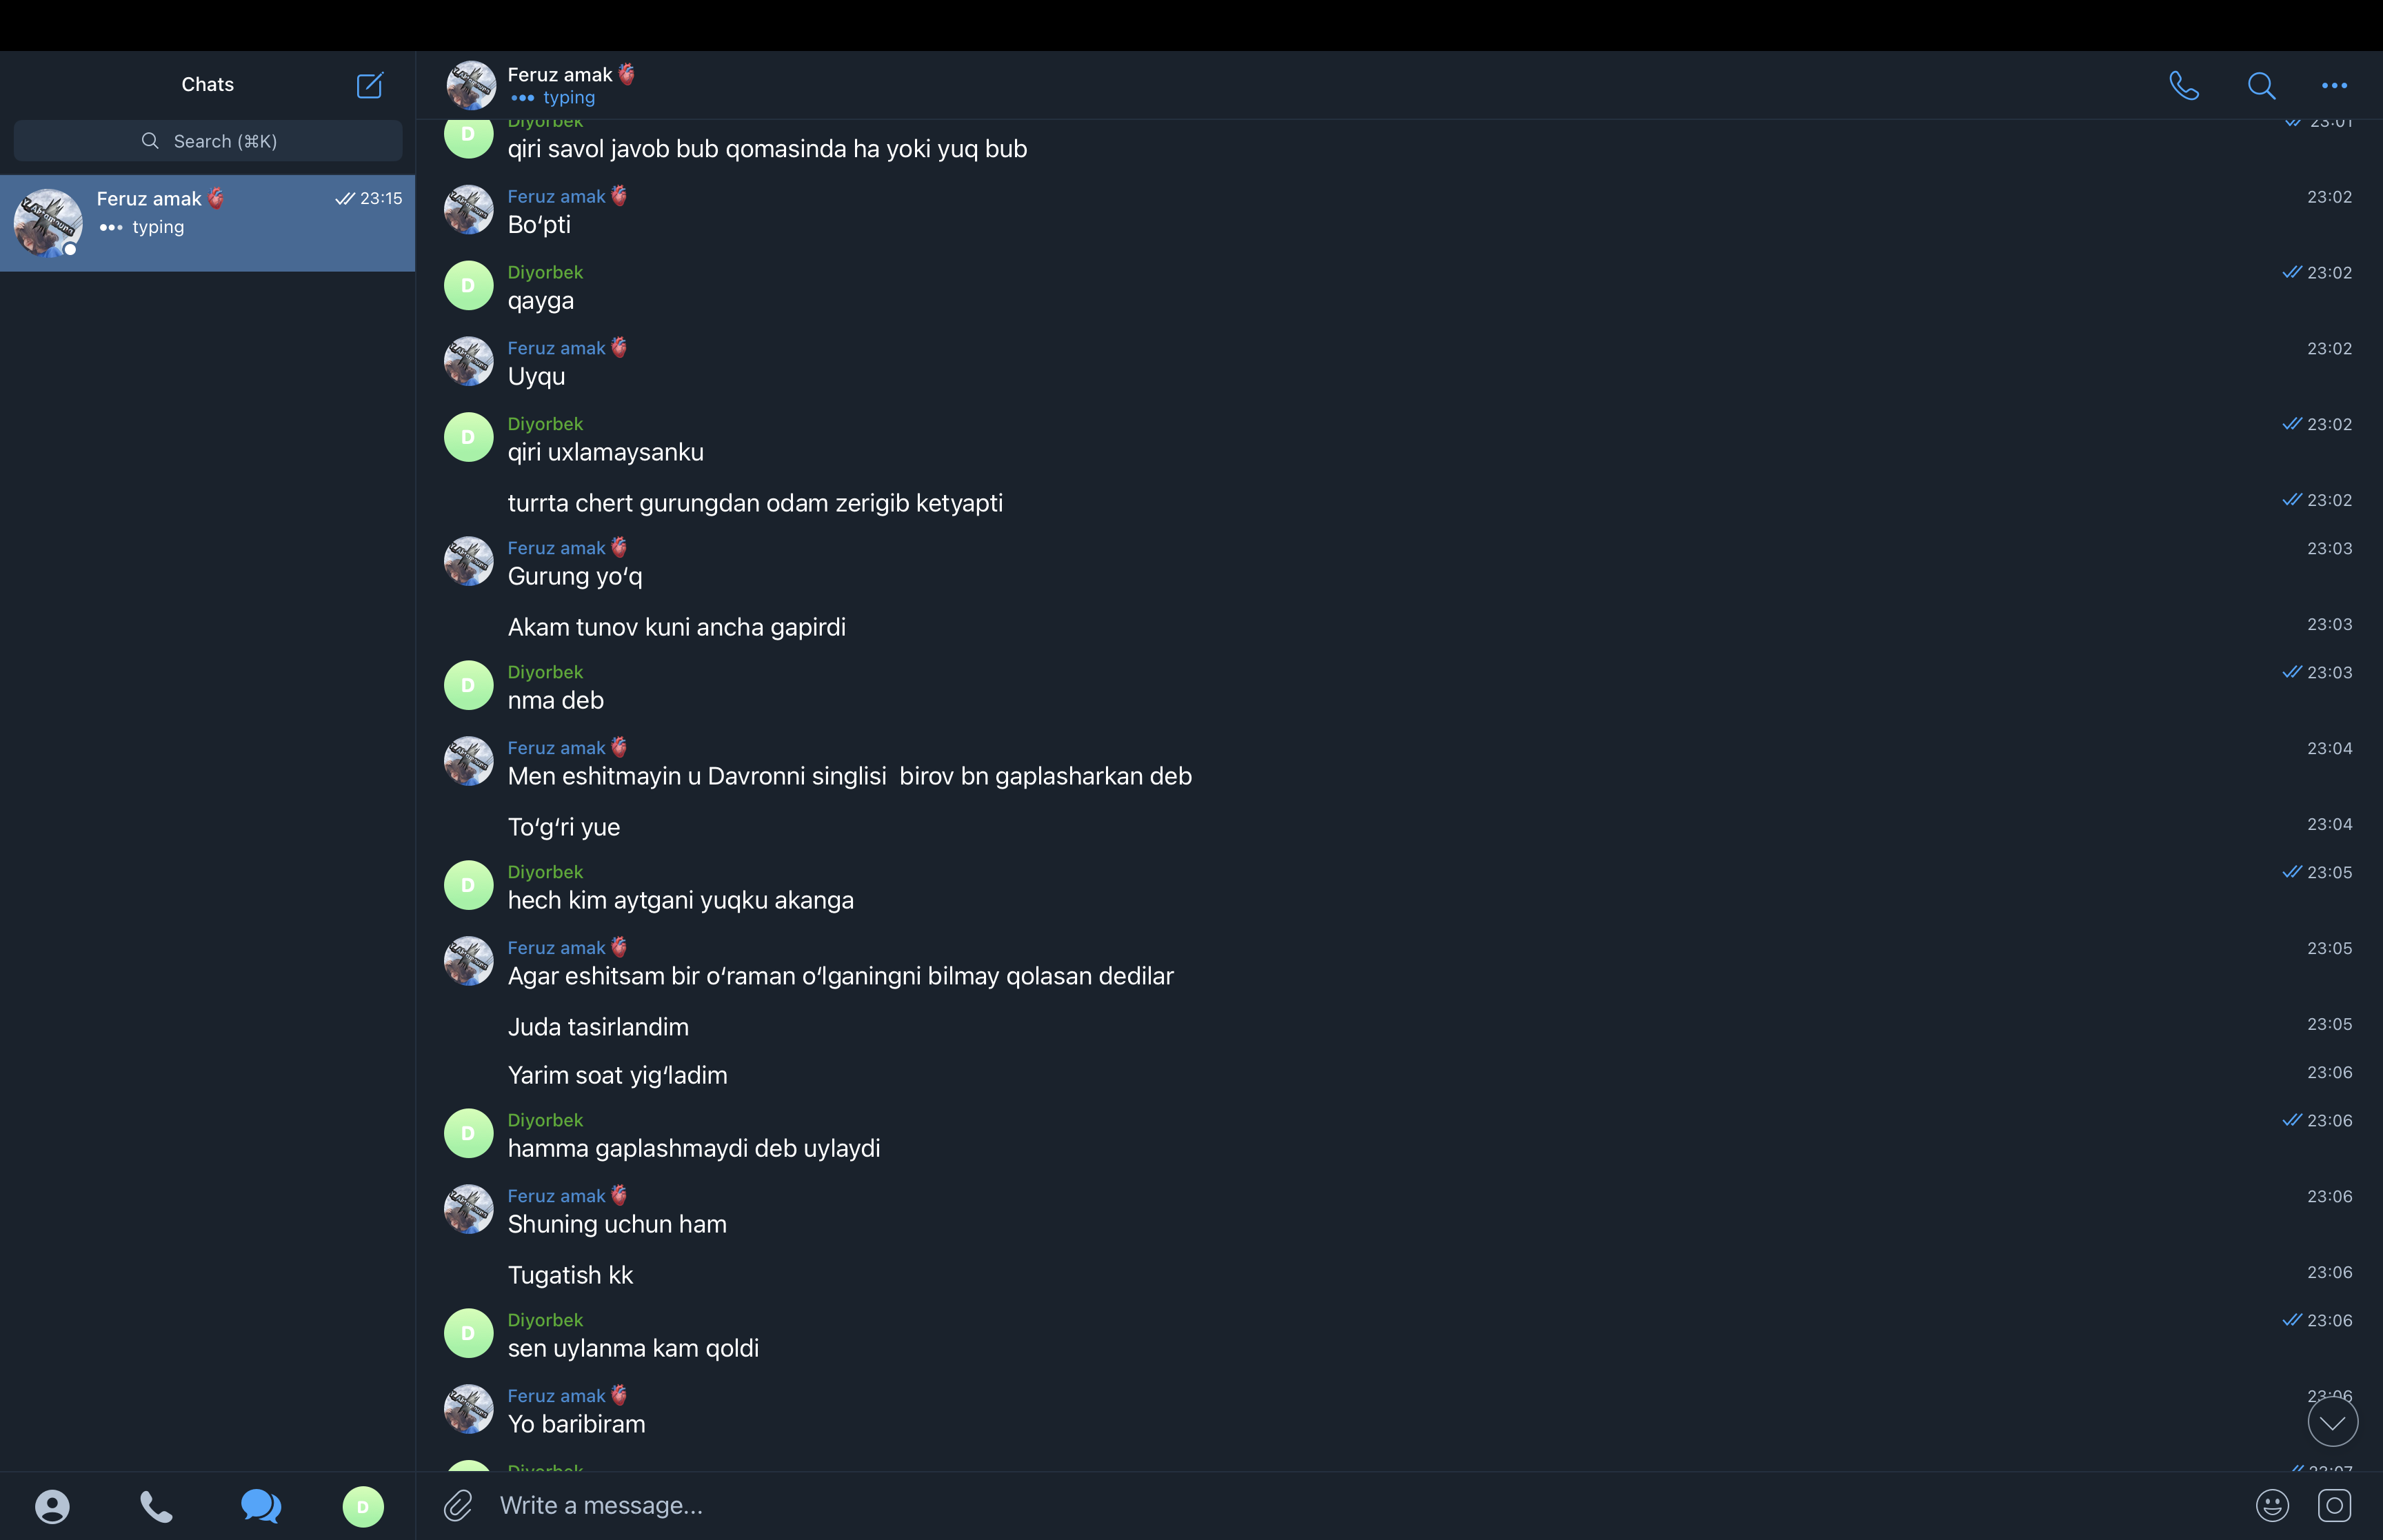 Chats
Search (⌘K)
Feruz amak🫀
23:15
typing
Feruz amak🫀
typing
Diyorbek
23:01
qiri savol javob bub qomasinda ha yoki yuq bub
Feruz amak🫀
23:02
Bo‘pti
Diyorbek
23:02
qayga
Feruz amak🫀
23:02
Uyqu
Diyorbek
23:02
qiri uxlamaysanku
turrta chert gurungdan odam zerigib ketyapti
23:02
Feruz amak🫀
23:03
Gurung yo‘q
Akam tunov kuni ancha gapirdi
23:03
Diyorbek
23:03
nma deb
Feruz amak🫀
23:04
Men eshitmayin u Davronni singlisi  birov bn gaplasharkan deb
To‘g‘ri yue
23:04
Diyorbek
23:05
hech kim aytgani yuqku akanga
Feruz amak🫀
23:05
Agar eshitsam bir o‘raman o‘lganingni bilmay qolasan dedilar
Juda tasirlandim
23:05
Yarim soat yig‘ladim
23:06
Diyorbek
23:06
hamma gaplashmaydi deb uylaydi
Feruz amak🫀
23:06
Shuning uchun ham
Tugatish kk
23:06
Diyorbek
23:06
sen uylanma kam qoldi
Feruz amak🫀
23:06
Yo baribiram
Diyorbek
23:07
D
Write a message...